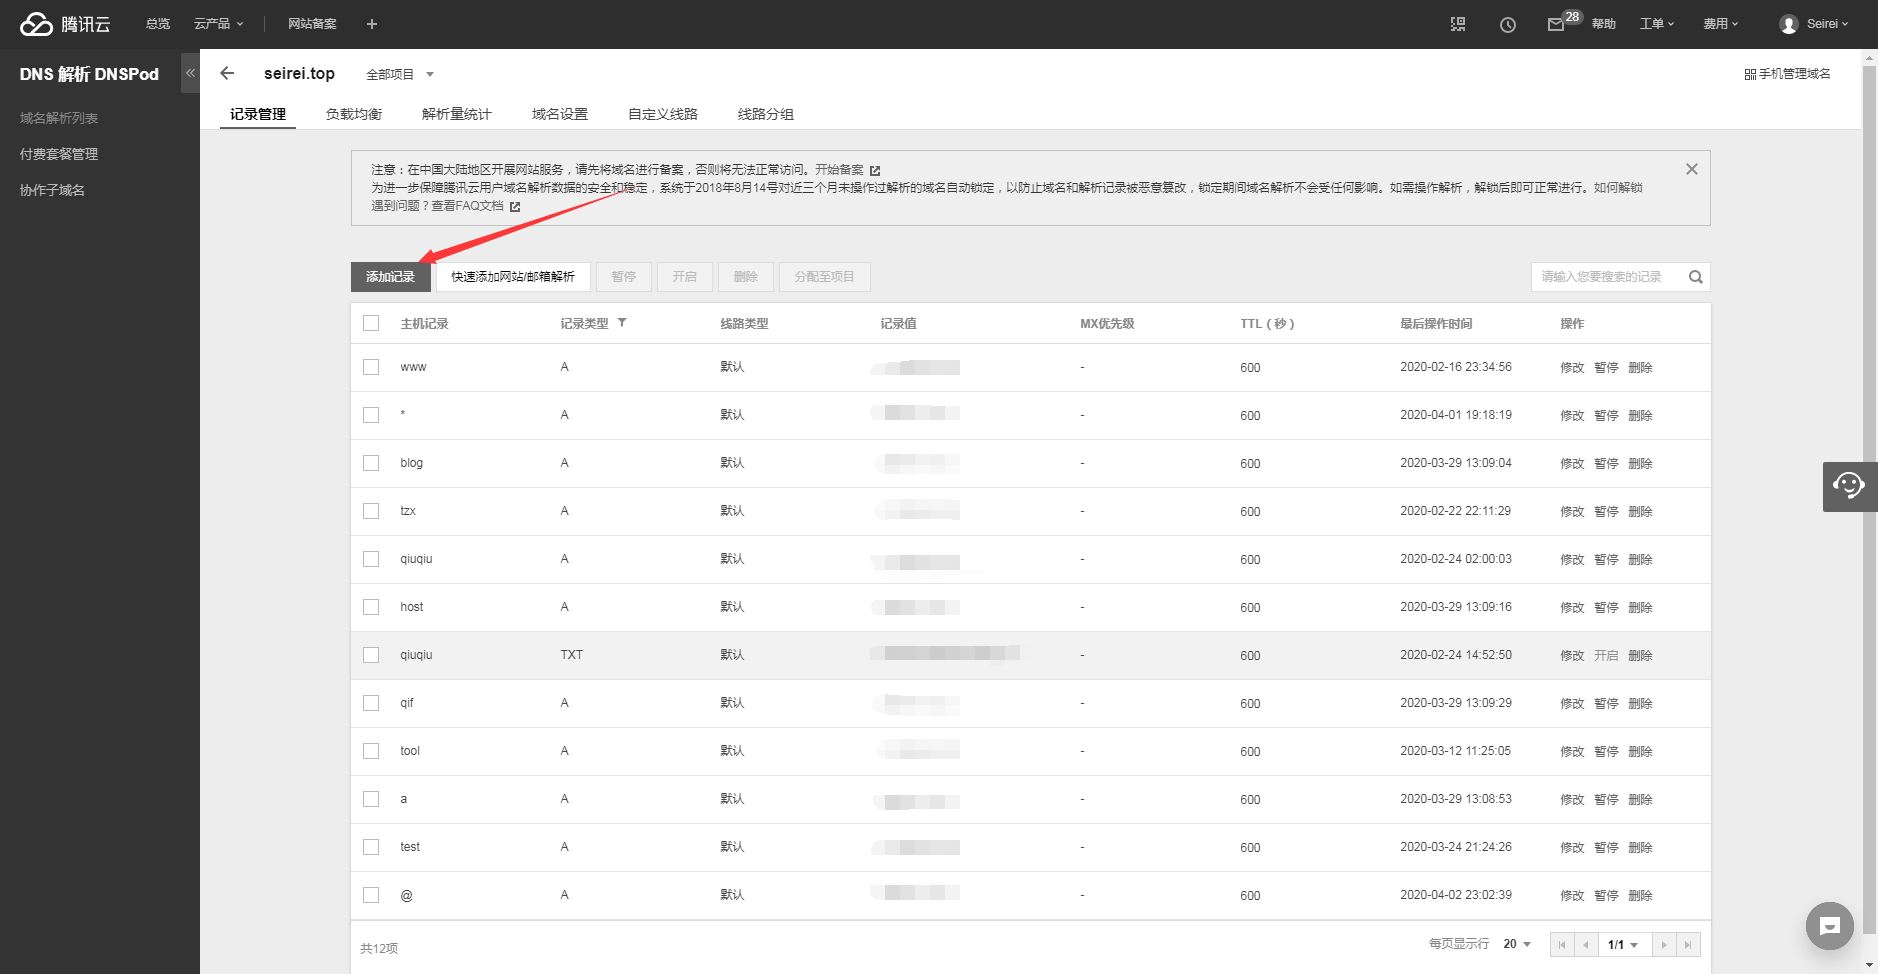 腾讯云 总览 云产品 网站备案 + 28 帮助 工单 费用 Seirei
DNS 解析 DNSPod «
域名解析列表
付费套餐管理
协作子域名
seirei.top 全部项目 手机管理域名
记录管理 负载均衡 解析量统计 域名设置 自定义线路 线路分组
注意：在中国大陆地区开展网站服务，请先将域名进行备案，否则将无法正常访问。开始备案
为进一步保障腾讯云用户域名解析数据的安全和稳定，系统于2018年8月14号对近三个月未操作过解析的域名自动锁定，以防止域名和解析记录被恶意篡改，锁定期间域名解析不会受任何影响。如需操作解析，解锁后即可正常进行。如何解锁
遇到问题？查看FAQ文档
添加记录 快速添加网站/邮箱解析 暂停 开启 删除 分配至项目 请输入您要搜索的记录
主机记录 记录类型 线路类型 记录值 MX优先级 TTL（秒） 最后操作时间 操作
www A 默认 - 600 2020-02-16 23:34:56 修改 暂停 删除
* A 默认 - 600 2020-04-01 19:18:19 修改 暂停 删除
blog A 默认 - 600 2020-03-29 13:09:04 修改 暂停 删除
tzx A 默认 - 600 2020-02-22 22:11:29 修改 暂停 删除
qiuqiu A 默认 - 600 2020-02-24 02:00:03 修改 暂停 删除
host A 默认 - 600 2020-03-29 13:09:16 修改 暂停 删除
qiuqiu TXT 默认 - 600 2020-02-24 14:52:50 修改 开启 删除
qif A 默认 - 600 2020-03-29 13:09:29 修改 暂停 删除
tool A 默认 - 600 2020-03-12 11:25:05 修改 暂停 删除
a A 默认 - 600 2020-03-29 13:08:53 修改 暂停 删除
test A 默认 - 600 2020-03-24 21:24:26 修改 暂停 删除
@ A 默认 - 600 2020-04-02 23:02:39 修改 暂停 删除
共12项 每页显示行 20 1/1